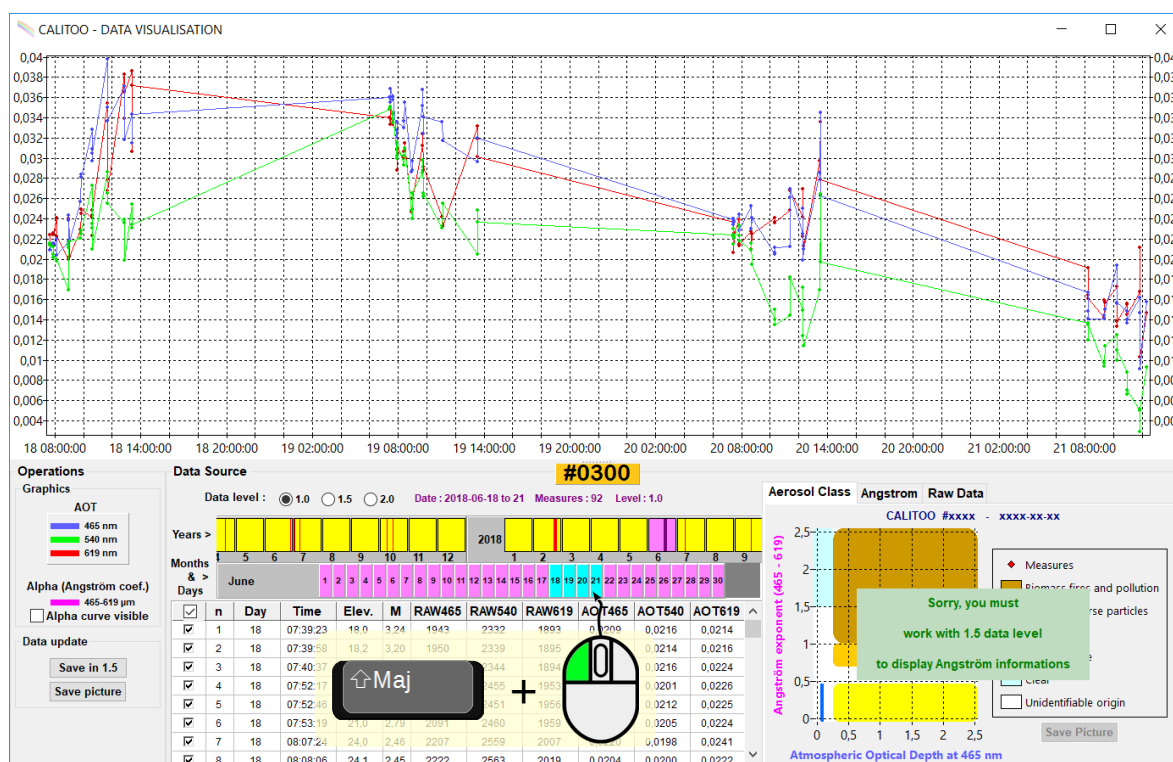 CALITOO - DATA VISUALISATION
0,04
0,038
0,036
0,034
0,032
0,03
0,028
0,026
0,024
0,022
0,02
0,018
0,016
0,014
0,012
0,01
0,008
0,006
0,004
18 08:00:00 18 14:00:00 19 02:00:00 19 08:00:00 19 14:00:00 19 20:00:00 20 08:00:00 20 14:00:00 20 20:00:00 21 02:00:00 21 08:00:00
Operations
Graphics
AOT
465 nm
540 nm
619 nm
Alpha (Angström coef.)
465-619 µm
Alpha curve visible
Data update
Save in 1.5
Save picture
Data Source
#0300
Data level : 1.0 1.5 2.0 Date : 2018-06-18 to 21 Measures : 92 Level : 1.0
Years > 2018
5 6 7 8 9 10 11 12 1 2 3 4 5 6 7 8 9
Months
& >
Days
June 1 2 3 4 5 6 7 8 9 10 11 12 13 14 15 16 17 18 19 20 21 22 23 24 25 26 27 28 29 30
n Day Time Elev. M RAW465 RAW540 RAW619 AOT465 AOT540 AOT619
1 18 07:39:23 18,0 3,24 1943 2332 1893 0,0209 0,0216 0,0214
2 18 07:39:58 18,2 3,20 1950 2339 1895 0,0214 0,0216
3 18 07:40:37 2344 1894 0,0216 0,0224
4 18 07:52:17 2455 1953 0,0201 0,0226
5 18 07:52:46 2451 1956 0,0212 0,0225
6 18 07:53:19 21,0 2,79 2091 2460 1959 0,0205 0,0224
7 18 08:07:24 24,0 2,46 2207 2559 2007 0,0220 0,0198 0,0241
8 18 08:08:06 24,1 2,45 2222 2563 2019 0,0204 0,0200 0,0222
⇧Maj
+
Aerosol Class Angstrom Raw Data
CALITOO #xxxx - xxxx-xx-xx
Angström exponent (465 - 619)
2,5
2
1,5
1
0,5
0
0 0,5 1 1,5 2 2,5
Atmospheric Optical Depth at 465 nm
Measures
Biomass fires and pollution
particles
Clear
Unidentifiable origin
Sorry, you must
work with 1.5 data level
to display Angström informations
Save Picture